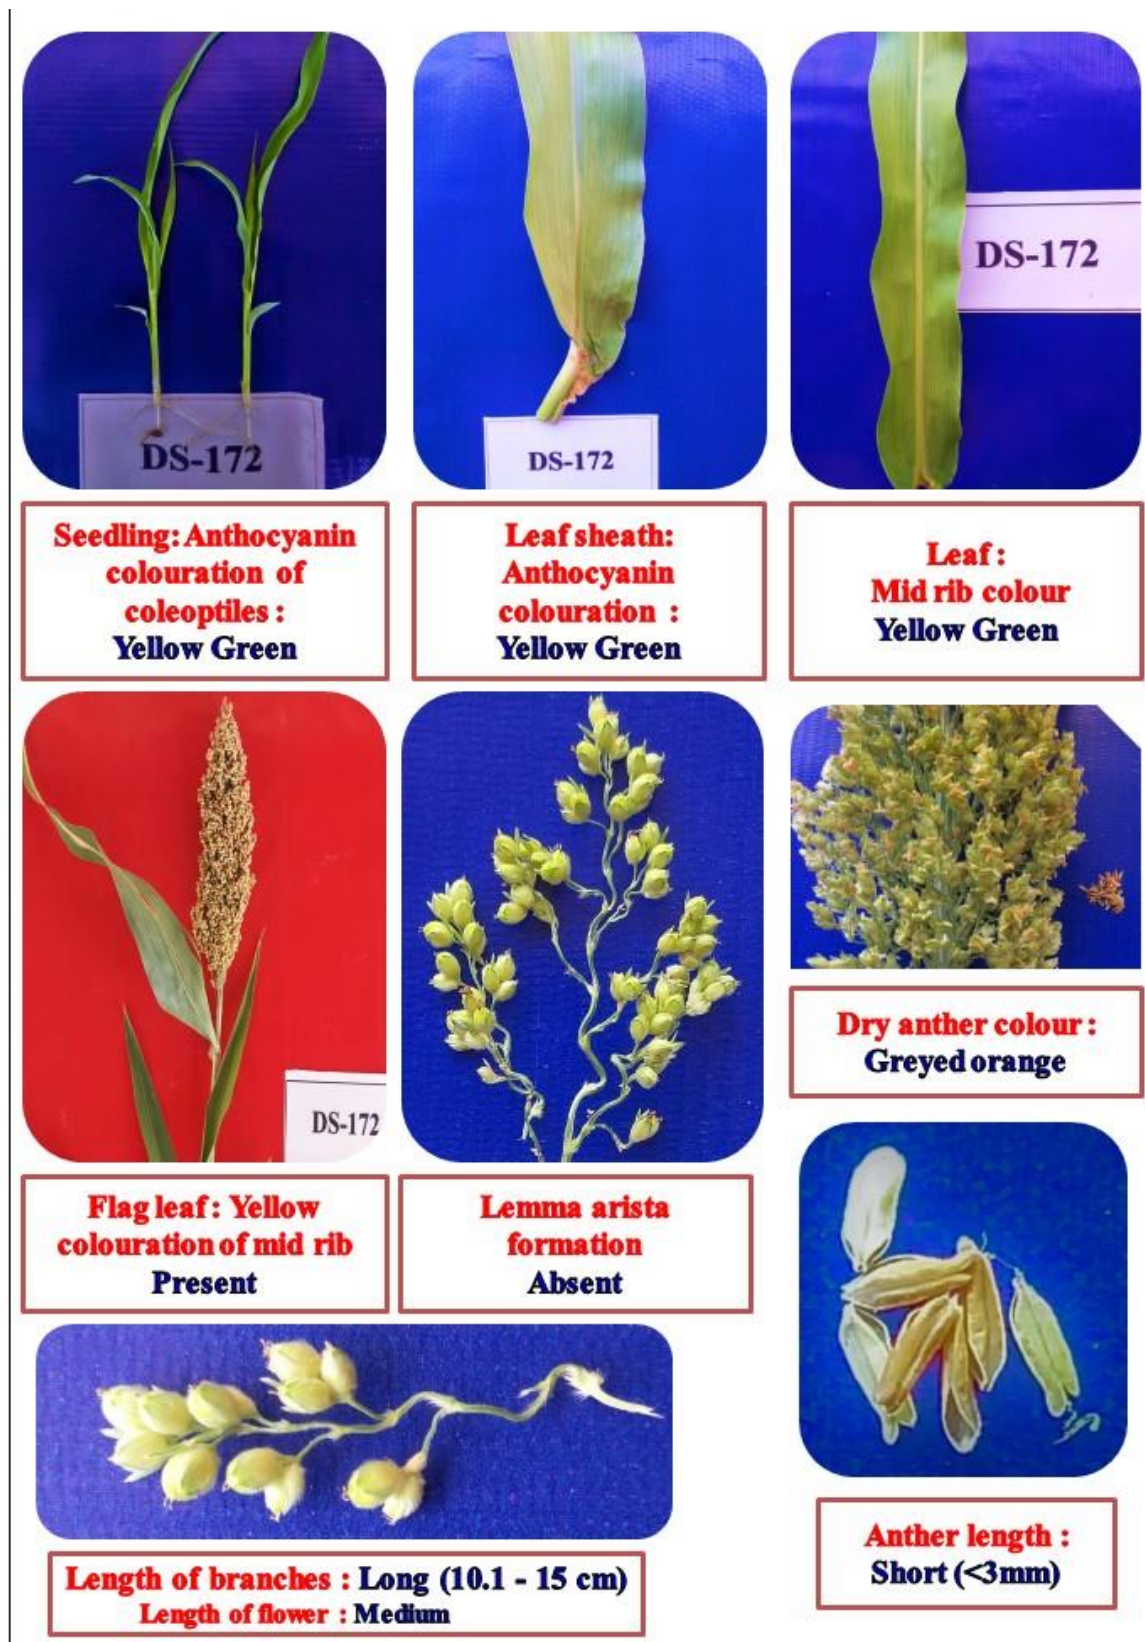 DS-172
DS-172
DS-172
Seedling: Anthocyanin
colouration of
coleoptiles :
Yellow Green
Leaf sheath:
Anthocyanin
colouration :
Yellow Green
Leaf :
Mid rib colour
Yellow Green
DS-172
Dry anther colour :
Greyed orange
Flag leaf : Yellow
colouration of mid rib
Present
Lemma arista
formation
Absent
Length of branches : Long (10.1 - 15 cm)
Length of flower : Medium
Anther length :
Short (<3mm)